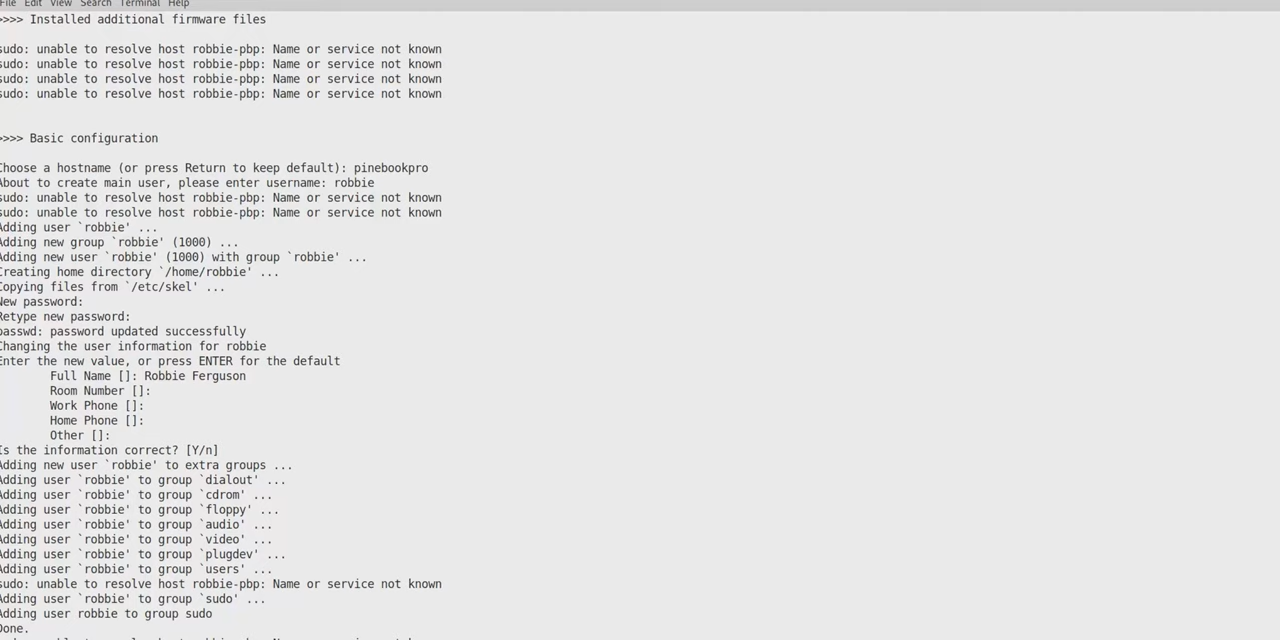 File Edit View Search Terminal Help
>>>> Installed additional firmware files
sudo: unable to resolve host robbie-pbp: Name or service not known
sudo: unable to resolve host robbie-pbp: Name or service not known
sudo: unable to resolve host robbie-pbp: Name or service not known
sudo: unable to resolve host robbie-pbp: Name or service not known
>>>> Basic configuration
Choose a hostname (or press Return to keep default): pinebookpro
About to create main user, please enter username: robbie
sudo: unable to resolve host robbie-pbp: Name or service not known
sudo: unable to resolve host robbie-pbp: Name or service not known
Adding user `robbie' ...
Adding new group `robbie' (1000) ...
Adding new user `robbie' (1000) with group `robbie' ...
Creating home directory `/home/robbie' ...
Copying files from `/etc/skel' ...
New password:
Retype new password:
passwd: password updated successfully
Changing the user information for robbie
Enter the new value, or press ENTER for the default
Full Name []: Robbie Ferguson
Room Number []:
Work Phone []:
Home Phone []:
Other []:
Is the information correct? [Y/n]
Adding new user `robbie' to extra groups ...
Adding user `robbie' to group `dialout' ...
Adding user `robbie' to group `cdrom' ...
Adding user `robbie' to group `floppy' ...
Adding user `robbie' to group `audio' ...
Adding user `robbie' to group `video' ...
Adding user `robbie' to group `plugdev' ...
Adding user `robbie' to group `users' ...
sudo: unable to resolve host robbie-pbp: Name or service not known
Adding user `robbie' to group `sudo' ...
Adding user robbie to group sudo
Done.